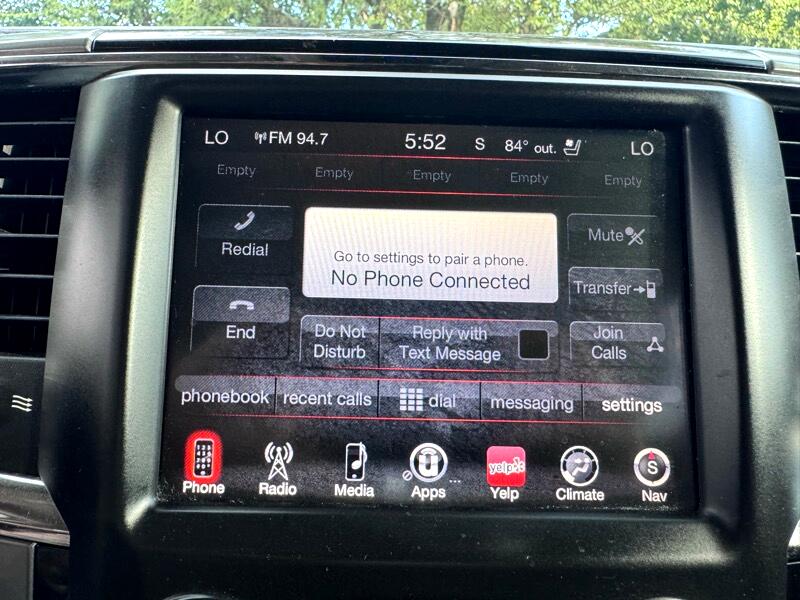 LO FM 94.7 5:52 S 84° out. LO
Empty Empty Empty Empty Empty
Redial
Go to settings to pair a phone.
No Phone Connected
Mute
Transfer
End
Do Not
Disturb
Reply with
Text Message
Join
Calls
phonebook recent calls dial messaging settings
yelp
S
Phone Radio Media Apps ... Yelp Climate Nav